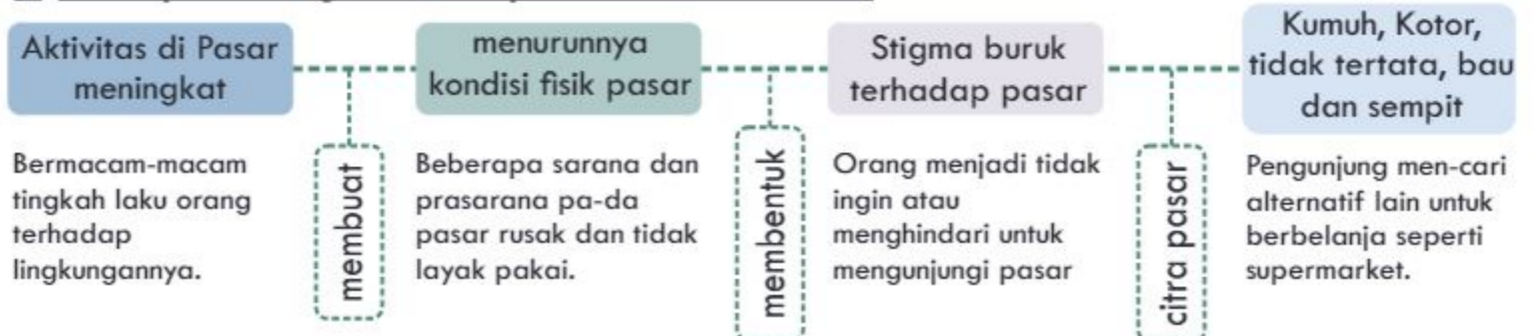 Aktivitas di Pasar
meningkat
menurunnya
kondisi fisik pasar
Stigma buruk
terhadap pasar
Kumuh, Kotor,
tidak tertata, bau
dan sempit
Bermacam-macam
tingkah laku orang
terhadap
lingkungannya.
membuat
Beberapa sarana dan
prasarana pa-da
pasar rusak dan tidak
layak pakai.
membentuk
Orang menjadi tidak
ingin atau
menghindari untuk
mengunjungi pasar
citra pasar
Pengunjung men-cari
alternatif lain untuk
berbelanja seperti
supermarket.